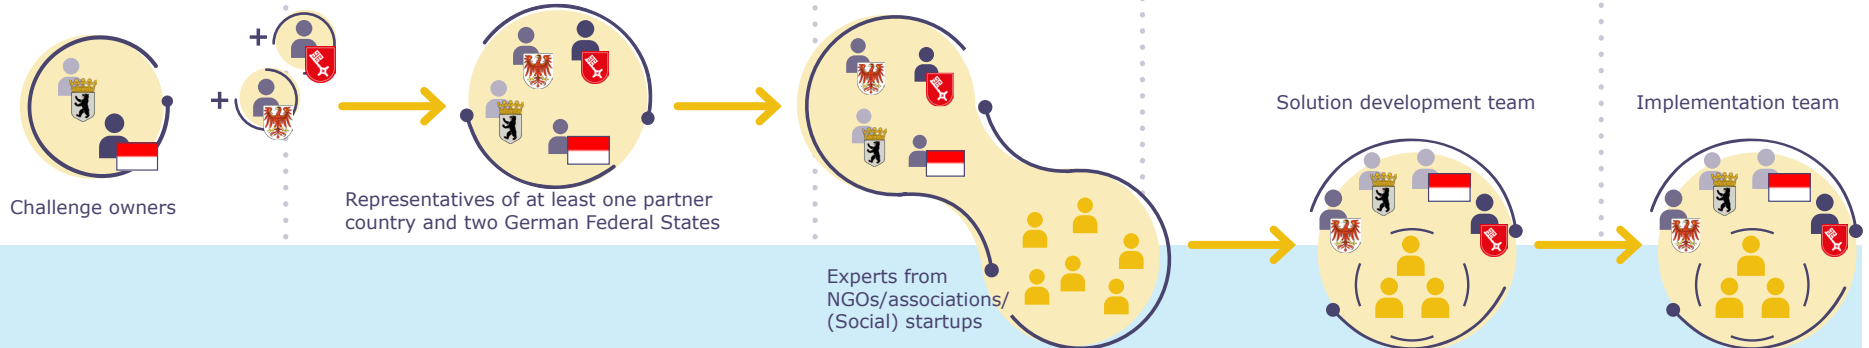 +
+
Challenge owners
Representatives of at least one partner
country and two German Federal States
Experts from
NGOs/associations/
(Social) startups
Solution development team
Implementation team